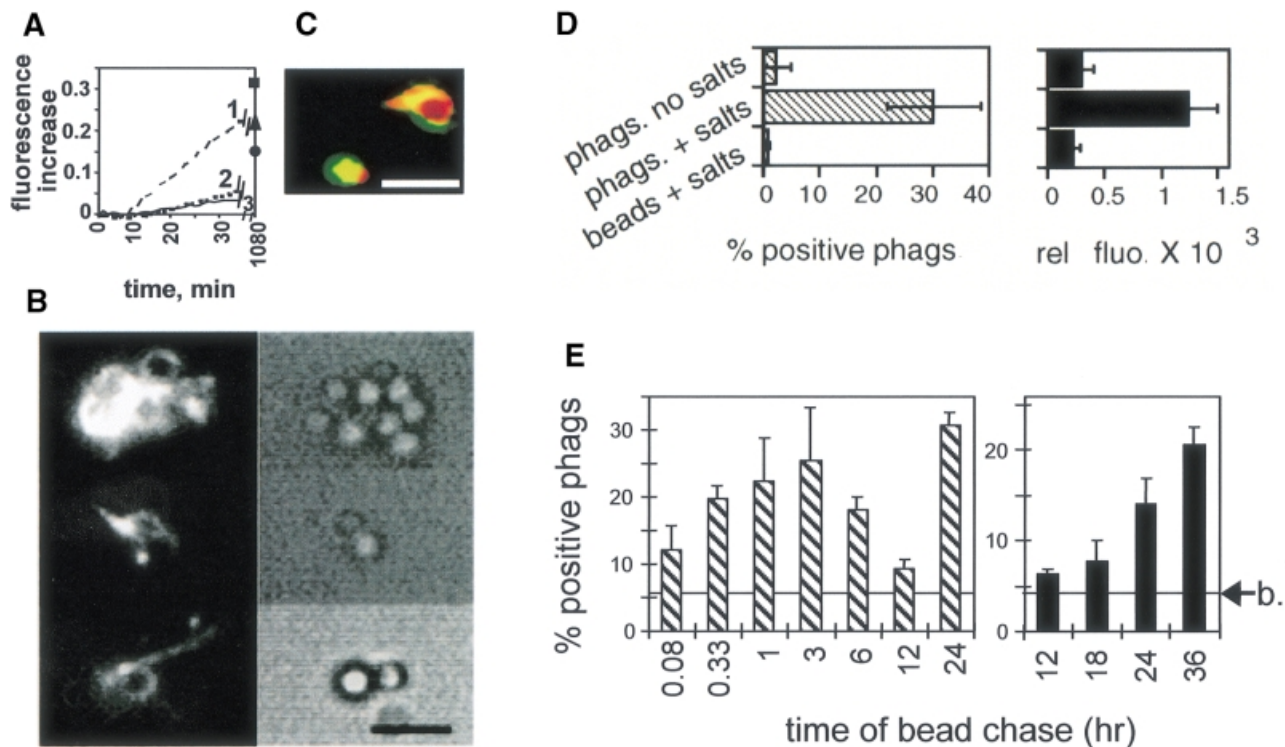 A
C
D
fluorescence
increase
0.3
0.2
0.1
0
1
2
3
0
10
20
30
1080
time, min
B
phags. no salts
phags. + salts
beads + salts
0
10
20
30
40
% positive phags.
0
0.5
1
1.5
rel fluo. X 10 3
E
% positive phags
30
20
10
0
0.08
0.33
1
3
6
12
24
20
10
0
12
18
24
36
b.
time of bead chase (hr)